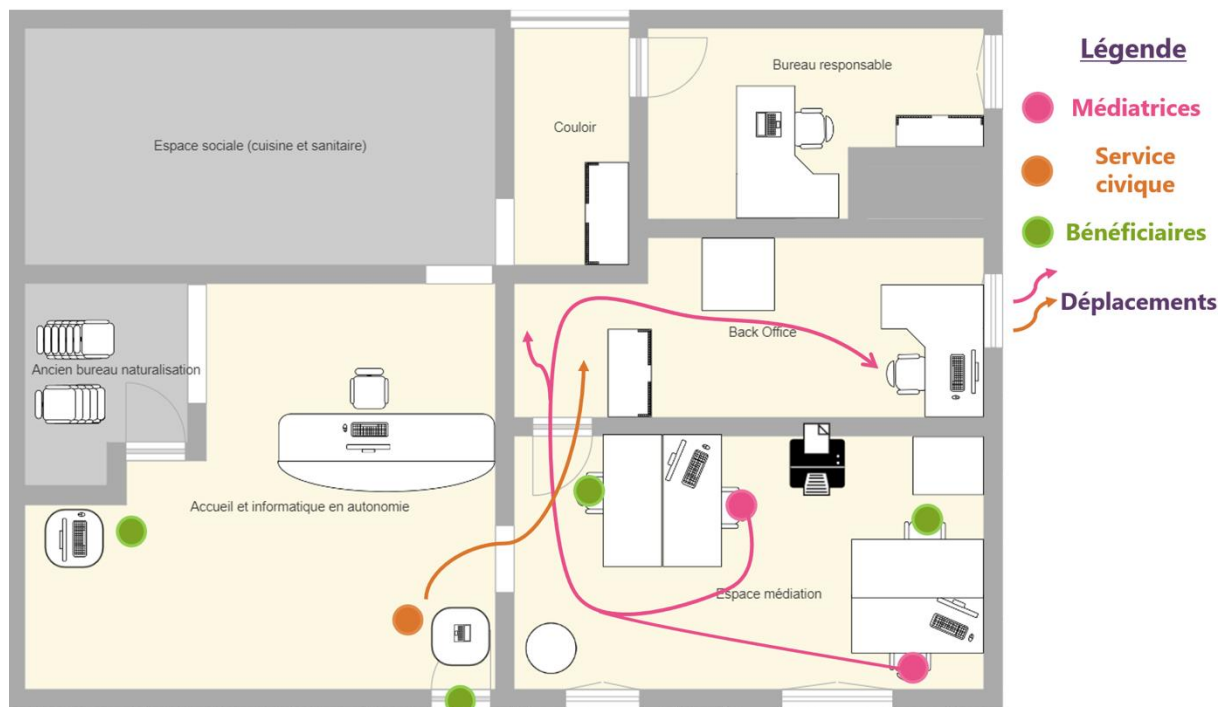 Légende
Bureau responsable
Médiatrices
Couloir
Espace sociale (cuisine et sanitaire)
Service
civique
Bénéficiaires
Déplacements
Back Office
Ancien bureau naturalisation
Accueil et informatique en autonomie
Espace médiation